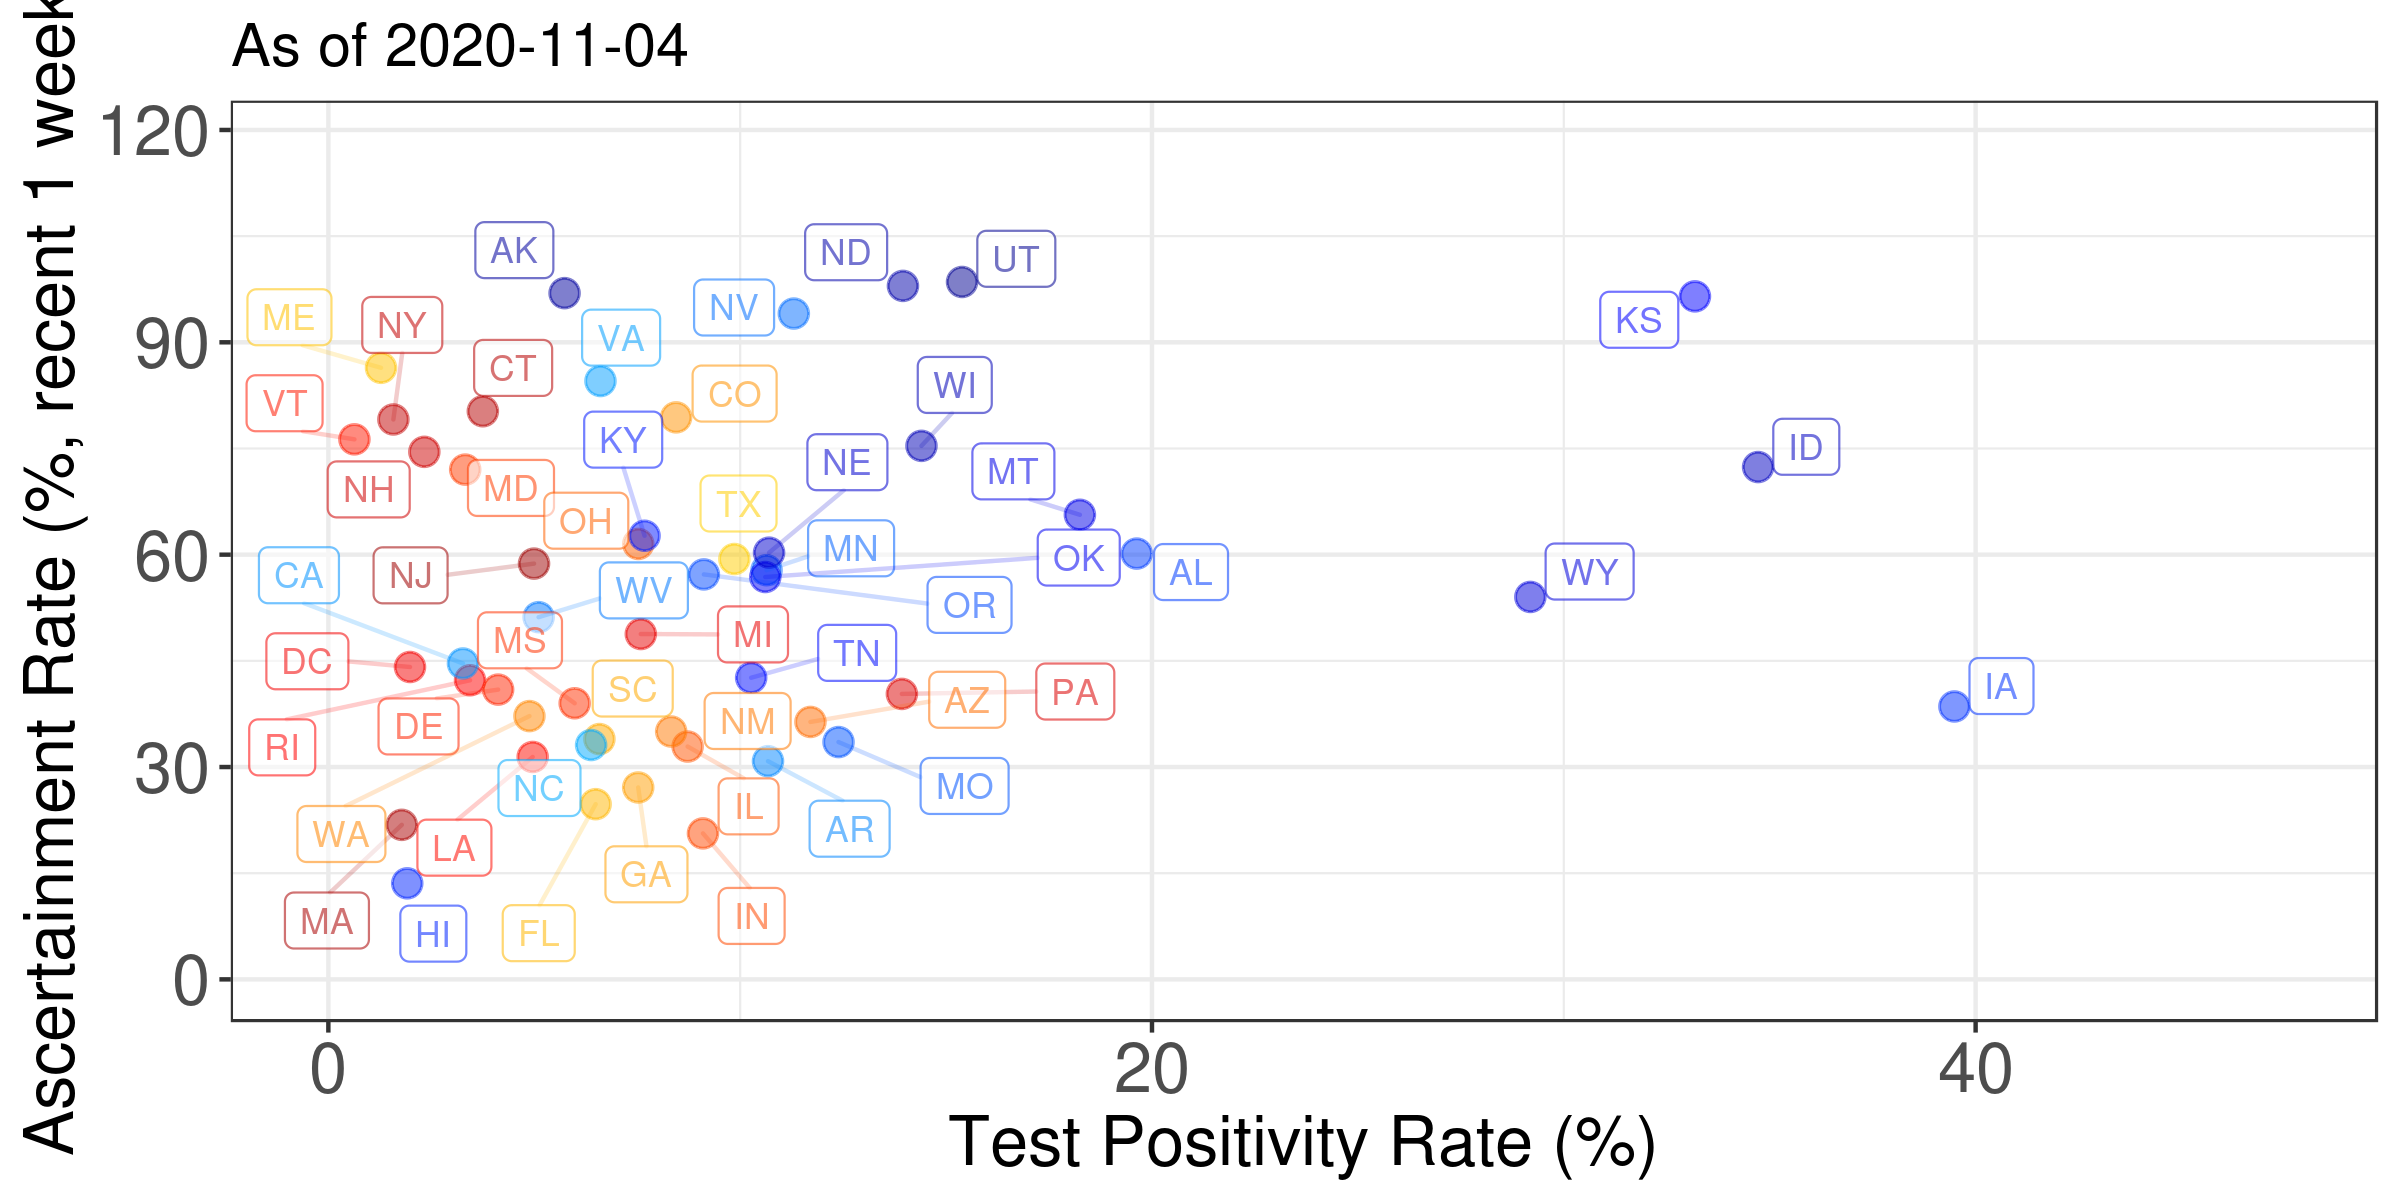 As of 2020-11-04
Ascertainment Rate (%, recent 1 week
120
90
60
30
0
AK
ND
UT
ME
NY
NV
KS
VA
CT
VT
CO
WI
KY
ID
NE
MT
NH
MD
TX
OH
MN
OK
AL
WY
CA
NJ
WV
OR
MS
MI
TN
DC
SC
AZ
PA
IA
DE
NM
RI
NC
MO
IL
WA
LA
AR
GA
MA
HI
FL
IN
0
20
40
Test Positivity Rate (%)